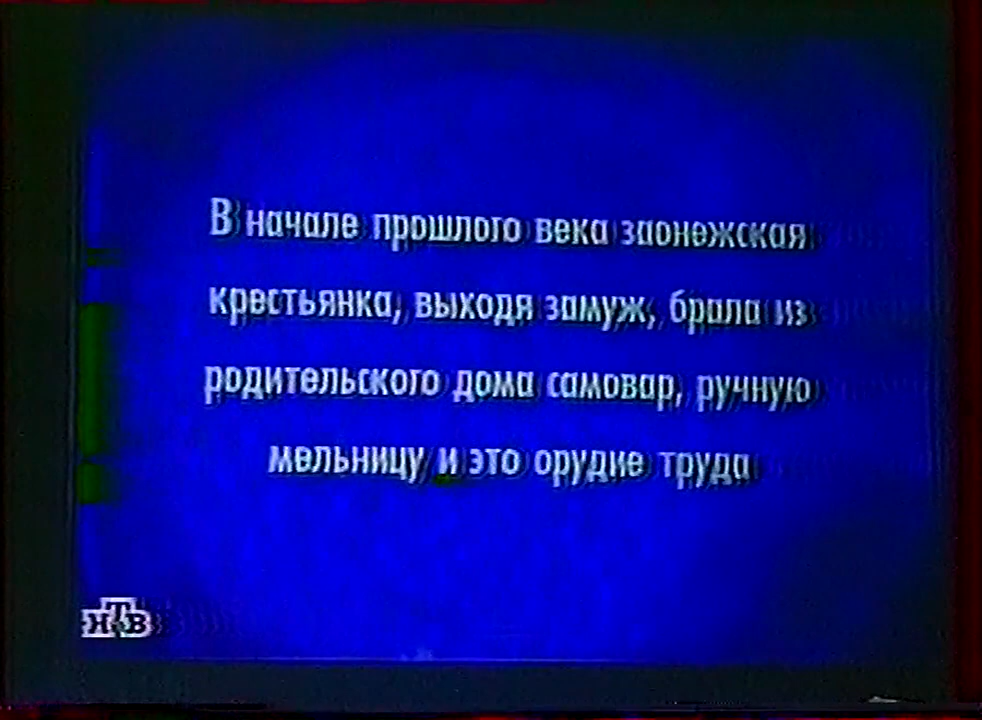 В начале прошлого века заонежская
крестьянка, выходя замуж, брала из
родительского дома самовар, ручную
мельницу и это орудие труда
НТВ